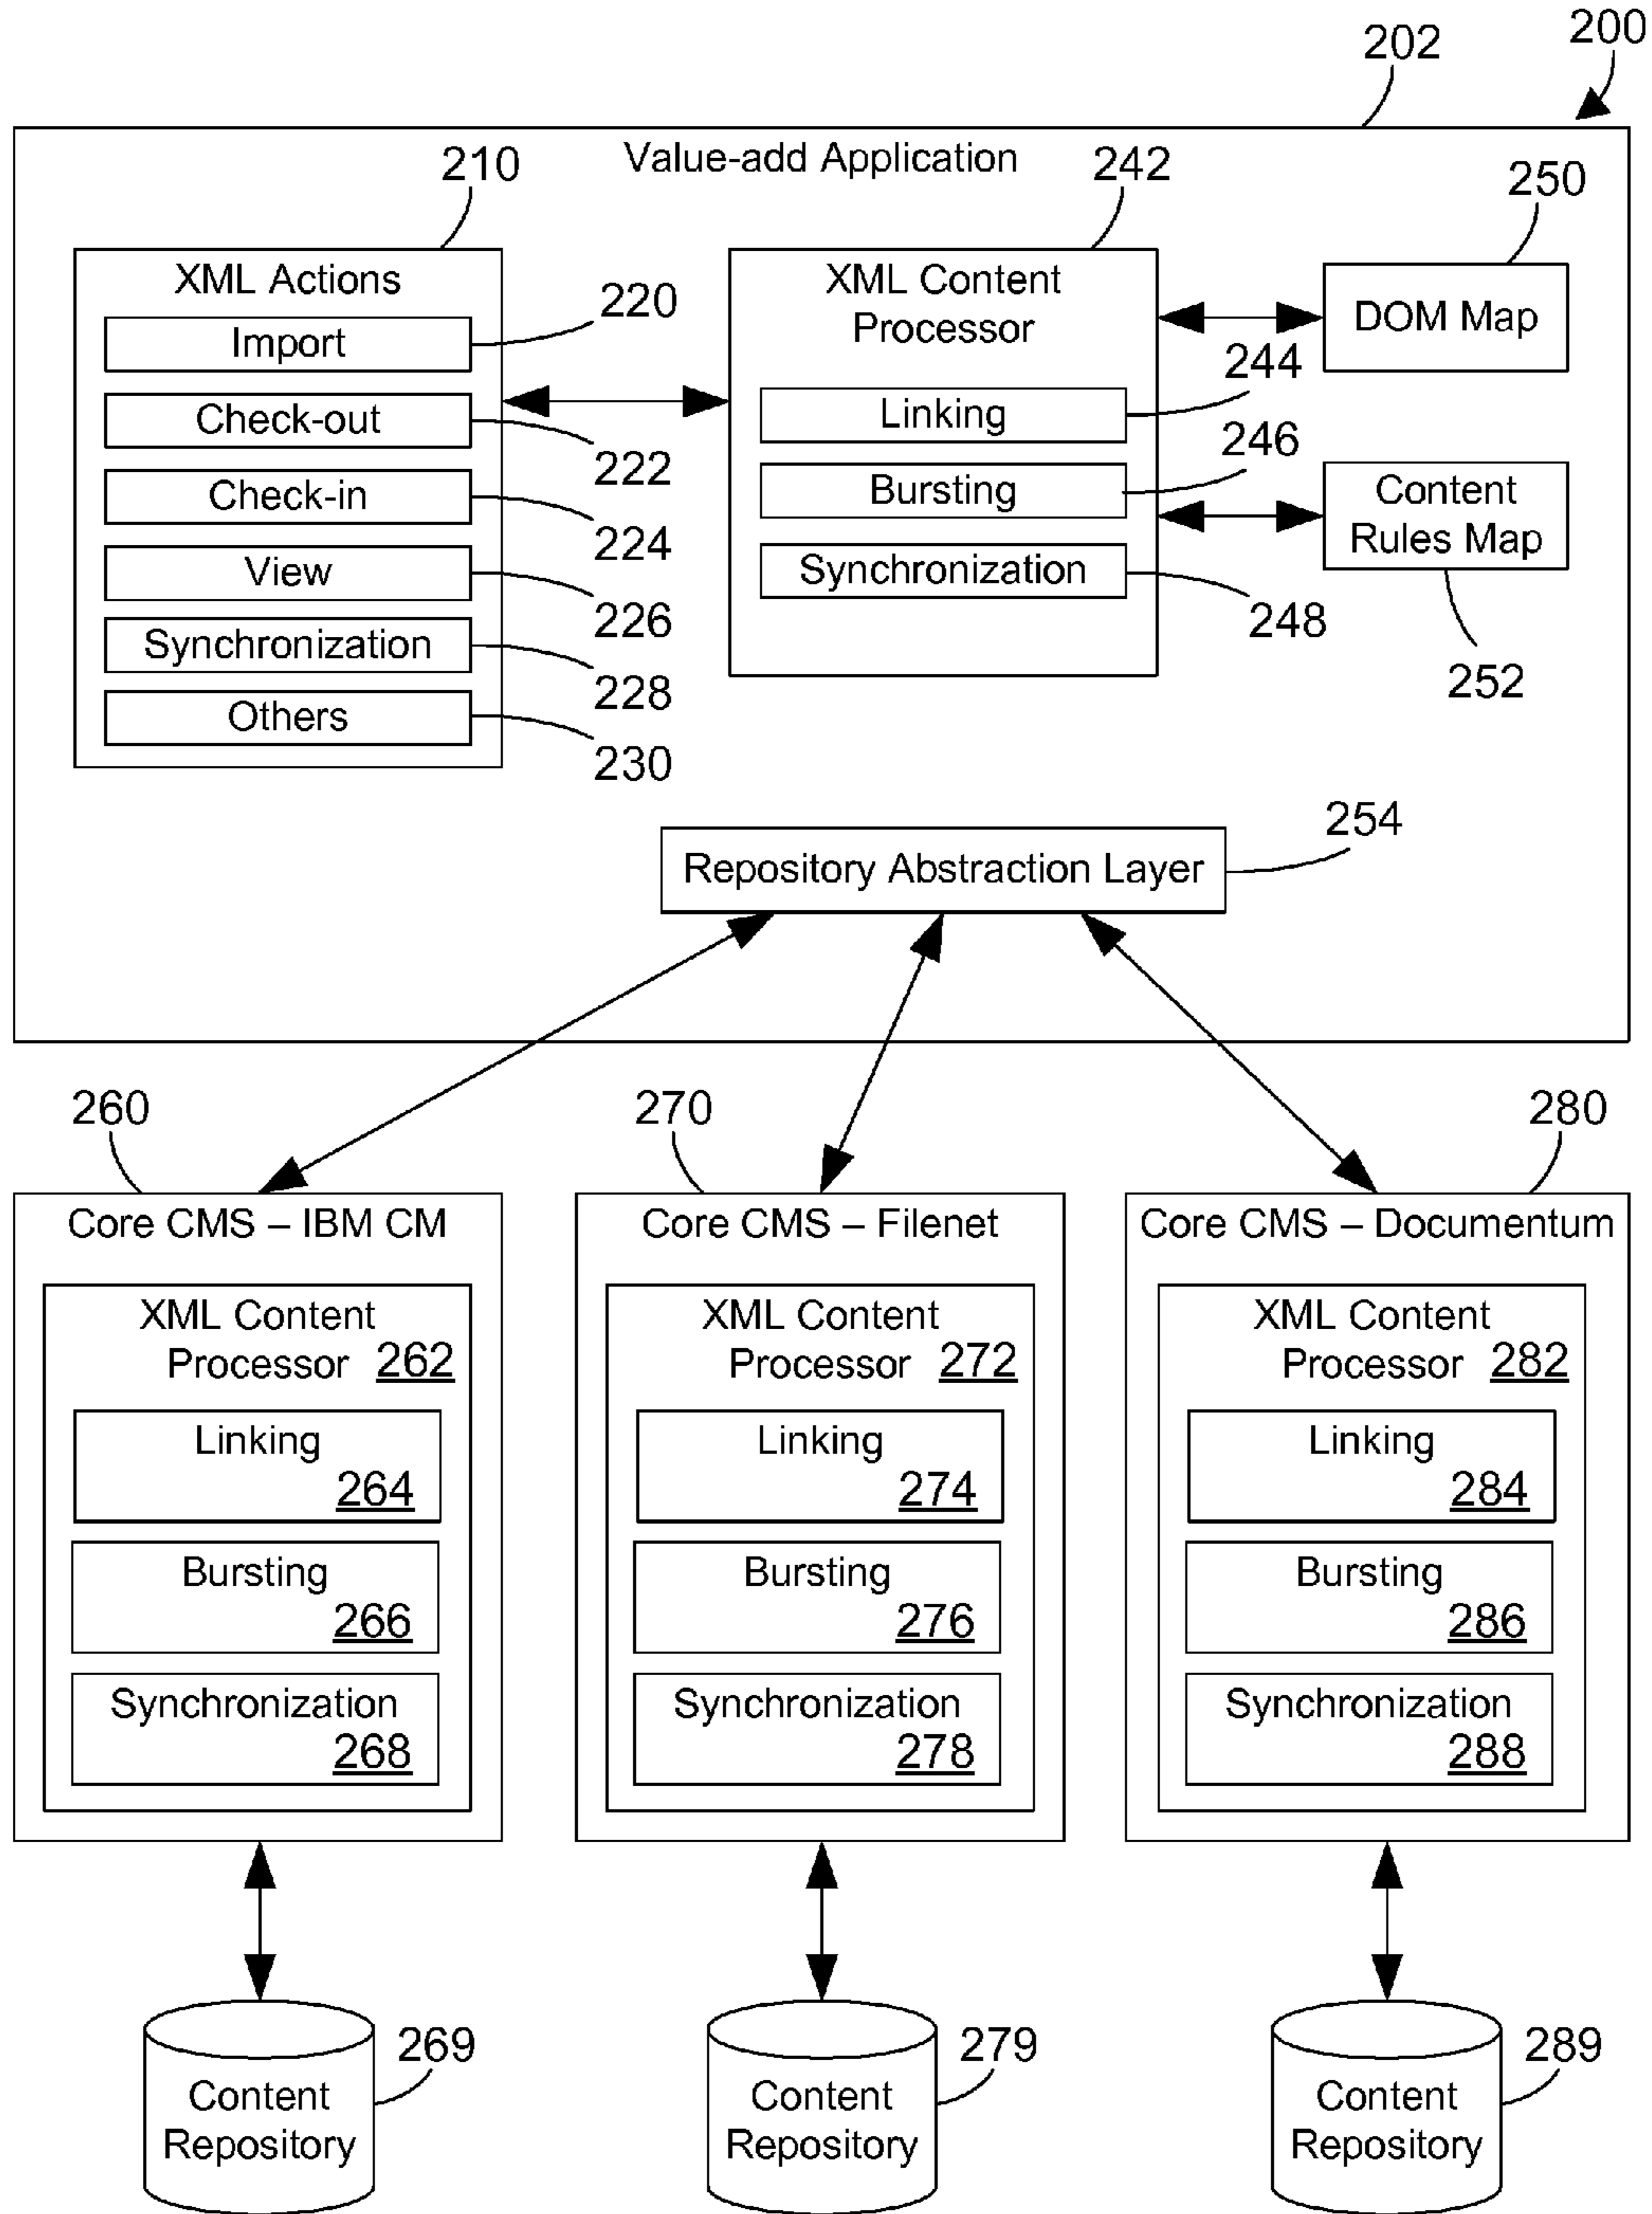 200
202
Value-add Application
210
242
250
XML Actions
Import
220
Check-out
222
Check-in
224
View
226
Synchronization
228
Others
230
XML Content
Processor
Linking
244
Bursting
246
Synchronization
248
DOM Map
Content
Rules Map
252
254
Repository Abstraction Layer
260
Core CMS – IBM CM
XML Content
Processor 262
Linking
264
Bursting
266
Synchronization
268
270
Core CMS – Filenet
XML Content
Processor 272
Linking
274
Bursting
276
Synchronization
278
280
Core CMS – Documentum
XML Content
Processor 282
Linking
284
Bursting
286
Synchronization
288
Content
Repository
269
Content
Repository
279
Content
Repository
289